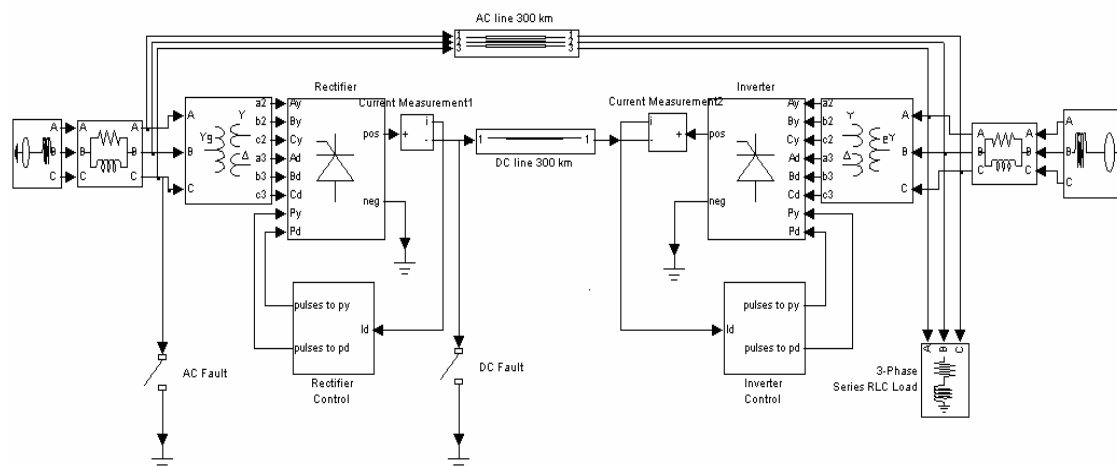 AC line 300 km
1 1
2 2
3 3
Rectifier
Current Measurement1
Inverter
Current Measurement2
A A A
B B B
C C C
A
B
C
Yg
Y
Δ
a2
b2
c2
a3
b3
c3
Ay
By
Cy
Ad
Bd
Cd
Py
Pd
pos
neg
+
i
-
1 1
DC line 300 km
i
-
+
pos
neg
Ay
By
Cy
Ad
Bd
Cd
Py
Pd
a2
b2
c2
a3
b3
c3
Y
Δ
A
B
C
A A A
B B B
C C C
pulses to py
pulses to pd
Id
Rectifier
Control
Id
pulses to py
pulses to pd
Inverter
Control
AC Fault
DC Fault
A B C
3-Phase
Series RLC Load